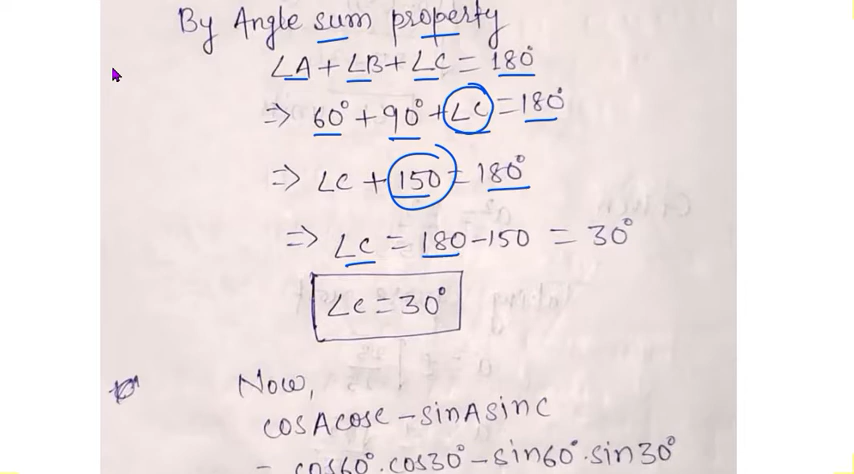 By Angle sum property
∠A + ∠B + ∠C = 180°
⇒ 60° + 90° + ∠C = 180°
⇒ ∠C + 150 = 180°
⇒ ∠C = 180 - 150 = 30°
∠C = 30°
Now,
cosAcosc - sinAsinc
= cos60°.cos30° - sin60°.sin30°